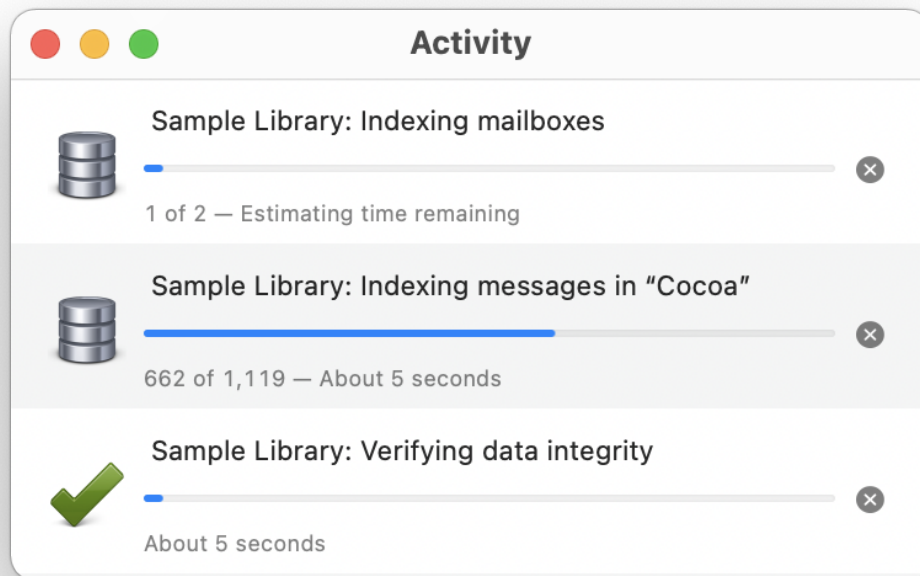 Activity
Sample Library: Indexing mailboxes
1 of 2 — Estimating time remaining
Sample Library: Indexing messages in “Cocoa”
662 of 1,119 — About 5 seconds
Sample Library: Verifying data integrity
About 5 seconds